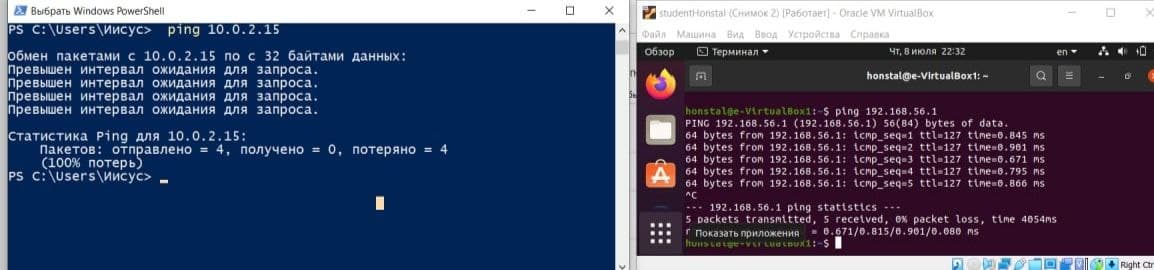 Выбрать Windows PowerShell
PS C:\Users\Иисус>  ping 10.0.2.15
Обмен пакетами с 10.0.2.15 по с 32 байтами данных:
Превышен интервал ожидания для запроса.
Превышен интервал ожидания для запроса.
Превышен интервал ожидания для запроса.
Превышен интервал ожидания для запроса.
Статистика Ping для 10.0.2.15:
Пакетов: отправлено = 4, получено = 0, потеряно = 4
(100% потерь)
PS C:\Users\Иисус>
studentHonstal (Снимок 2) [Работает] - Oracle VM VirtualBox
Файл Машина Вид Ввод Устройства Справка
Обзор Терминал Чт, 8 июля 22:32 en
honstal@e-VirtualBox1: ~
honstal@e-VirtualBox1:~$ ping 192.168.56.1
PING 192.168.56.1 (192.168.56.1) 56(84) bytes of data.
64 bytes from 192.168.56.1: icmp_seq=1 ttl=127 time=0.845 ms
64 bytes from 192.168.56.1: icmp_seq=2 ttl=127 time=0.901 ms
64 bytes from 192.168.56.1: icmp_seq=3 ttl=127 time=0.671 ms
64 bytes from 192.168.56.1: icmp_seq=4 ttl=127 time=0.795 ms
64 bytes from 192.168.56.1: icmp_seq=5 ttl=127 time=0.866 ms
^C
--- 192.168.56.1 ping statistics ---
5 packets transmitted, 5 received, 0% packet loss, time 4054ms
Показать приложения = 0.671/0.815/0.901/0.080 ms
honstal@e-VirtualBox1:~$
Right Ctr